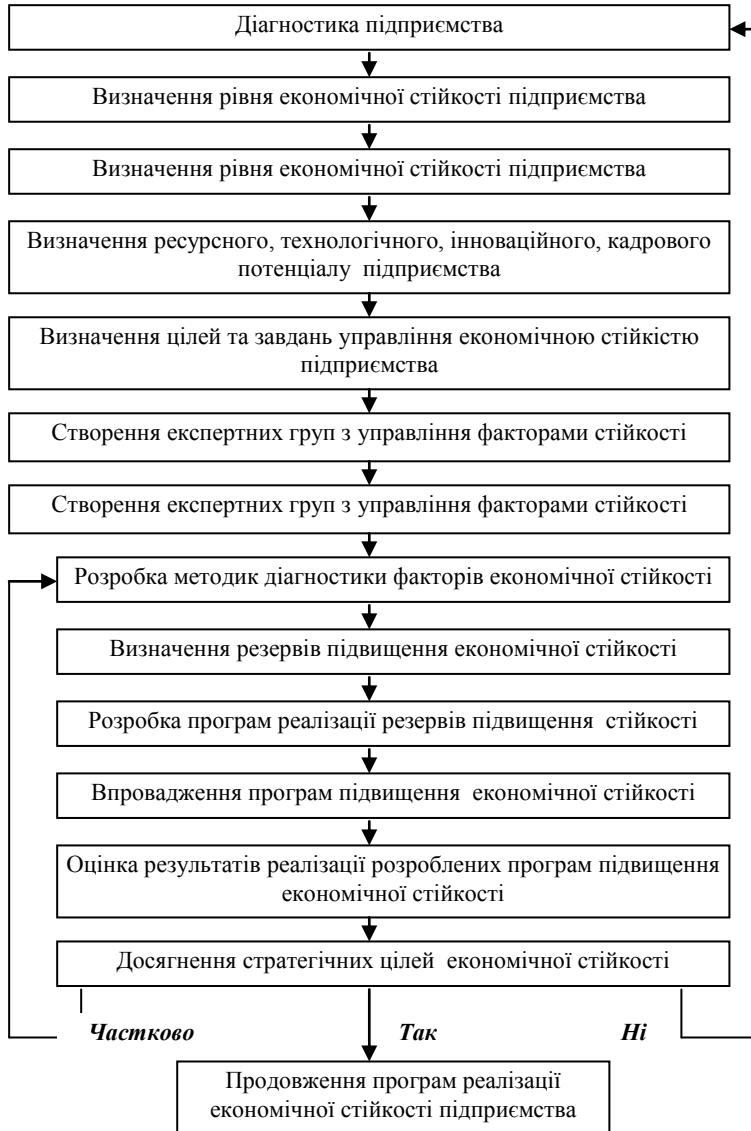 Діагностика підприємства
Визначення рівня економічної стійкості підприємства
Визначення рівня економічної стійкості підприємства
Визначення ресурсного, технологічного, інноваційного, кадрового
потенціалу підприємства
Визначення цілей та завдань управління економічною стійкістю
підприємства
Створення експертних груп з управління факторами стійкості
Створення експертних груп з управління факторами стійкості
Розробка методик діагностики факторів економічної стійкості
Визначення резервів підвищення економічної стійкості
Розробка програм реалізації резервів підвищення стійкості
Впровадження програм підвищення економічної стійкості
Оцінка результатів реалізації розроблених програм підвищення
економічної стійкості
Досягнення стратегічних цілей економічної стійкості
Частково Так Ні
Продовження програм реалізації
економічної стійкості підприємства